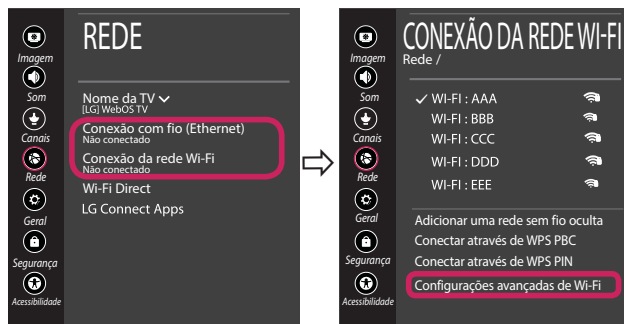 REDE
Imagem
Som
Canais
Rede
Geral
Segurança
Acessibilidade
Nome da TV
[LG] WebOS TV
Conexão com fio (Ethernet)
Não conectado
Conexão da rede Wi-Fi
Não conectado
Wi-Fi Direct
LG Connect Apps
CONEXÃO DA REDE WI-FI
Rede /
Imagem
Som
Canais
Rede
Geral
Segurança
Acessibilidade
WI-FI : AAA
WI-FI : BBB
WI-FI : CCC
WI-FI : DDD
WI-FI : EEE
Adicionar uma rede sem fio oculta
Conectar através de WPS PBC
Conectar através de WPS PIN
Configurações avançadas de Wi-Fi